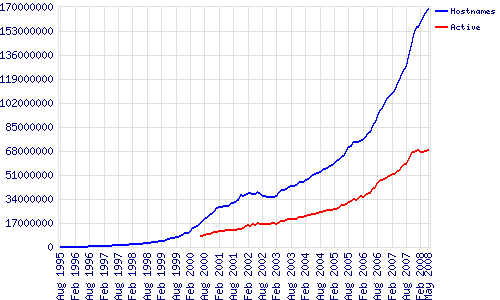 170000000
153000000
136000000
119000000
102000000
85000000
68000000
51000000
34000000
17000000
0
Hostnames
Active
Aug 1995
Feb 1996
Aug 1996
Feb 1997
Aug 1997
Feb 1998
Aug 1998
Feb 1999
Aug 1999
Feb 2000
Aug 2000
Feb 2001
Aug 2001
Feb 2002
Aug 2002
Feb 2003
Aug 2003
Feb 2004
Aug 2004
Feb 2005
Aug 2005
Feb 2006
Aug 2006
Feb 2007
Aug 2007
Feb 2008
May 2008